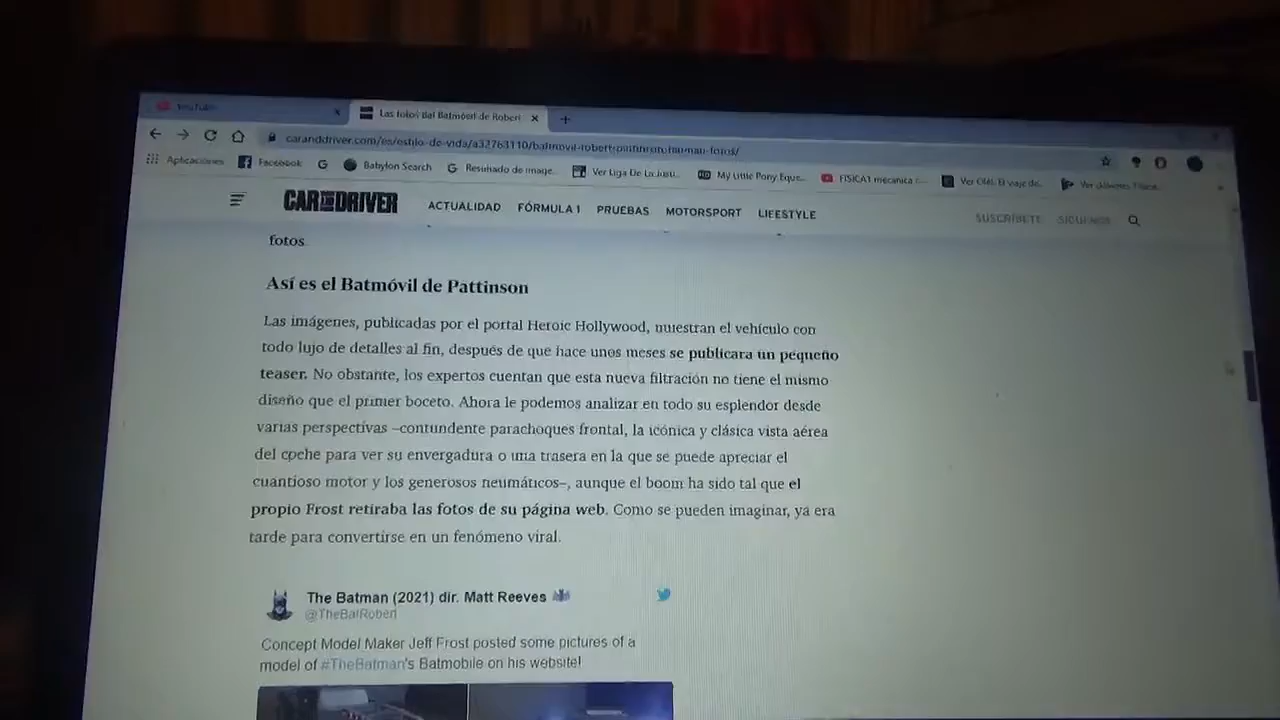 YouTube
Las fotos del Batmóvil de Robert
caranddriver.com/es/estilo-de-vida/a32763110/batmovil-robert-pattinson-batman-fotos/
Aplicaciones Facebook Babylon Search Resultado de image... Ver Liga De La Justi... My Little Pony Eque... FISICA1 mecanica c... Ver Olé!, El viaje de...
CAR AND DRIVER ACTUALIDAD FÓRMULA 1 PRUEBAS MOTORSPORT LIFESTYLE SUSCRÍBETE SÍGUENOS
fotos.
Así es el Batmóvil de Pattinson
Las imágenes, publicadas por el portal Heroic Hollywood, muestran el vehículo con
todo lujo de detalles al fin, después de que hace unos meses se publicara un pequeño
teaser. No obstante, los expertos cuentan que esta nueva filtración no tiene el mismo
diseño que el primer boceto. Ahora le podemos analizar en todo su esplendor desde
varias perspectivas –contundente parachoques frontal, la icónica y clásica vista aérea
del coche para ver su envergadura o una trasera en la que se puede apreciar el
cuantioso motor y los generosos neumáticos–, aunque el boom ha sido tal que el
propio Frost retiraba las fotos de su página web. Como se pueden imaginar, ya era
tarde para convertirse en un fenómeno viral.
The Batman (2021) dir. Matt Reeves
@TheBatRobert
Concept Model Maker Jeff Frost posted some pictures of a
model of #TheBatman's Batmobile on his website!